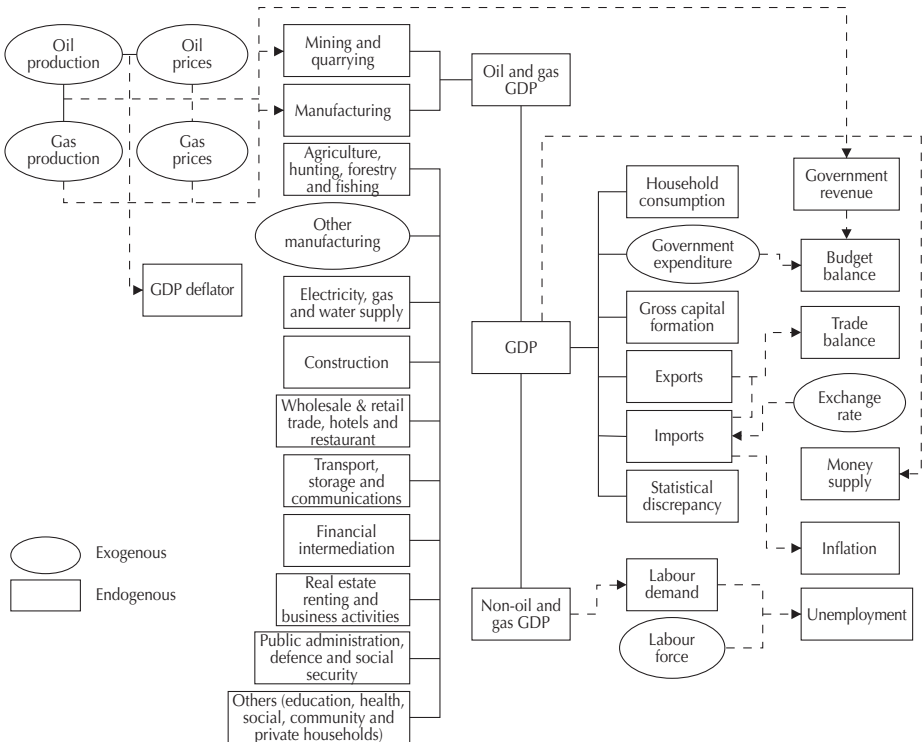 Oil
production
Oil
prices
Gas
production
Gas
prices
GDP deflator
Mining and
quarrying
Manufacturing
Agriculture,
hunting, forestry
and fishing
Other
manufacturing
Electricity, gas
and water supply
Construction
Wholesale & retail
trade, hotels and
restaurant
Transport,
storage and
communications
Financial
intermediation
Real estate
renting and
business activities
Public administration,
defence and social
security
Others (education, health,
social, community and
private households)
Oil and gas
GDP
GDP
Non-oil and
gas GDP
Household
consumption
Government
expenditure
Gross capital
formation
Exports
Imports
Statistical
discrepancy
Labour
demand
Labour
force
Government
revenue
Budget
balance
Trade
balance
Exchange
rate
Money
supply
Inflation
Unemployment
Exogenous
Endogenous